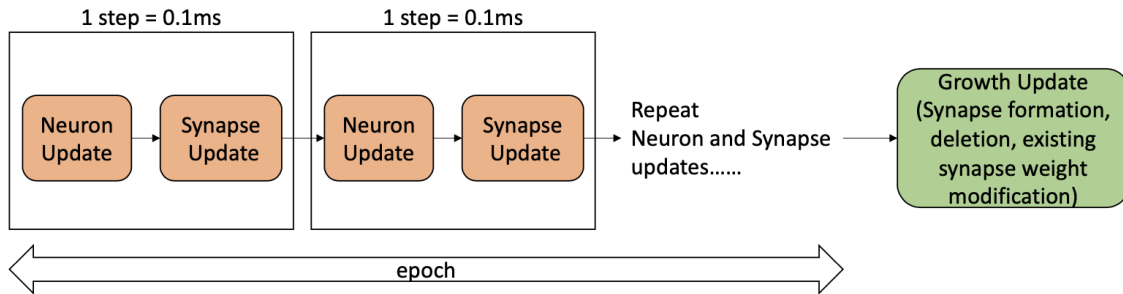 1 step = 0.1ms
1 step = 0.1ms
Neuron
Update
Synapse
Update
Neuron
Update
Synapse
Update
Repeat
Neuron and Synapse
updates......
Growth Update
(Synapse formation,
deletion, existing
synapse weight
modification)
epoch